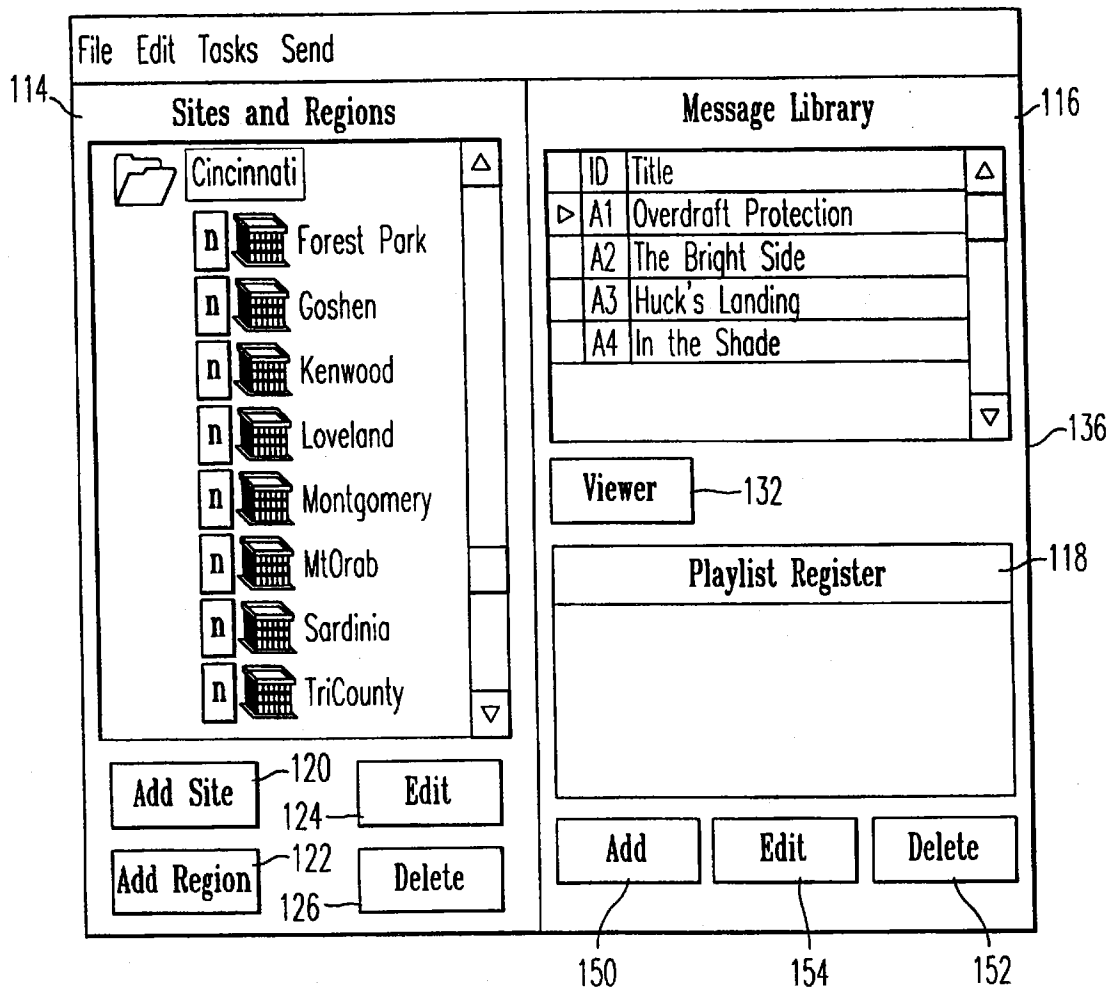 File Edit Tasks Send
114
Sites and Regions
Cincinnati
n Forest Park
n Goshen
n Kenwood
n Loveland
n Montgomery
n MtOrab
n Sardinia
n TriCounty
Add Site
120
124
Edit
Add Region
122
126
Delete
Message Library
116
ID Title
A1 Overdraft Protection
A2 The Bright Side
A3 Huck's Landing
A4 In the Shade
136
Viewer
132
Playlist Register
118
Add Edit Delete
150 154 152